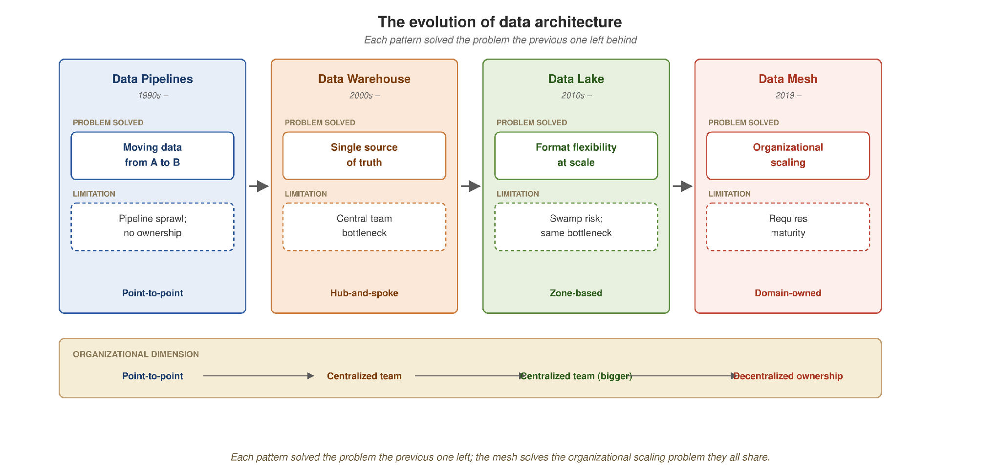 The evolution of data architecture
Each pattern solved the problem the previous one left behind
Data Pipelines
1990s –
PROBLEM SOLVED
Moving data
from A to B
LIMITATION
Pipeline sprawl;
no ownership
Point-to-point
Data Warehouse
2000s –
PROBLEM SOLVED
Single source
of truth
LIMITATION
Central team
bottleneck
Hub-and-spoke
Data Lake
2010s –
PROBLEM SOLVED
Format flexibility
at scale
LIMITATION
Swamp risk;
same bottleneck
Zone-based
Data Mesh
2019 –
PROBLEM SOLVED
Organizational
scaling
LIMITATION
Requires
maturity
Domain-owned
ORGANIZATIONAL DIMENSION
Point-to-point
Centralized team
Centralized team (bigger)
Decentralized ownership
Each pattern solved the problem the previous one left; the mesh solves the organizational scaling problem they all share.